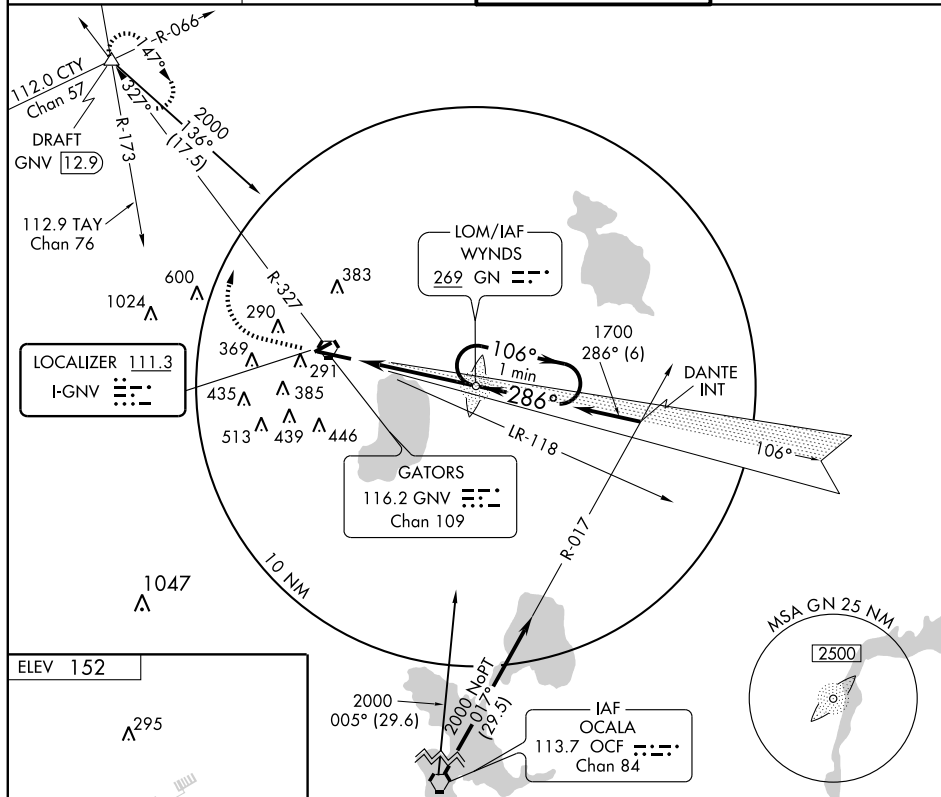 R-066
147°
112.0 CTY
Chan 57
327°
2000
136°
(17.5)
DRAFT
GNV 12.9
R-173
112.9 TAY
Chan 76
R-327
LOM/IAF
WYNDS
269 GN
383
600
1024
290
1700
286° (6)
LOCALIZER 111.3
I-GNV
369
291
106°
1 min
286°
DANTE
INT
435
385
513
439
446
LR-118
106°
GATORS
116.2 GNV
Chan 109
R-017
10 NM
1047
MSA GN 25 NM
2500
ELEV 152
295
2000
005° (29.6)
2000 NoPT
017°
(29.5)
IAF
OCALA
113.7 OCF
Chan 84